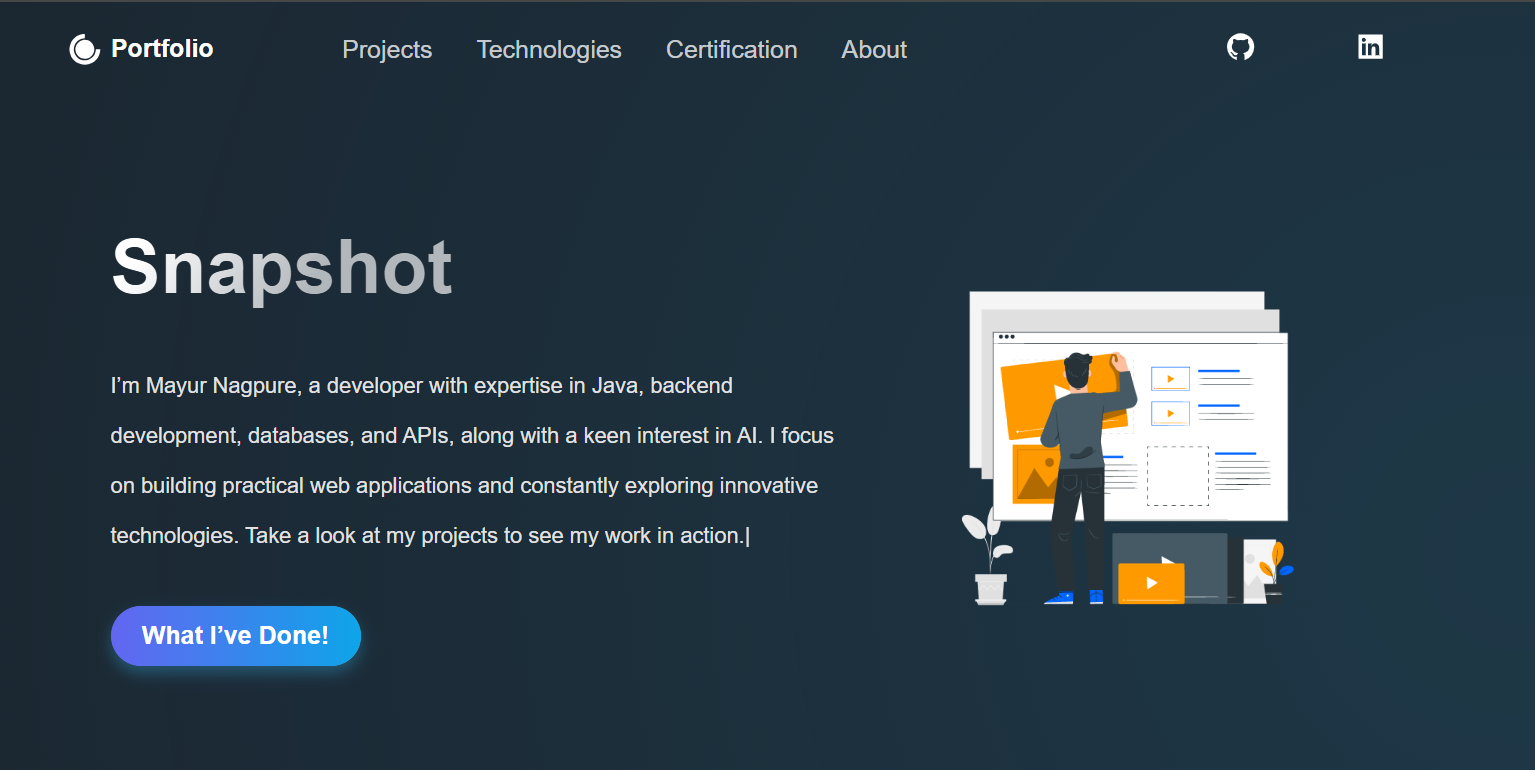 Portfolio
Projects
Technologies
Certification
About
in
Snapshot
I’m Mayur Nagpure, a developer with expertise in Java, backend
development, databases, and APIs, along with a keen interest in AI. I focus
on building practical web applications and constantly exploring innovative
technologies. Take a look at my projects to see my work in action.|
What I’ve Done!